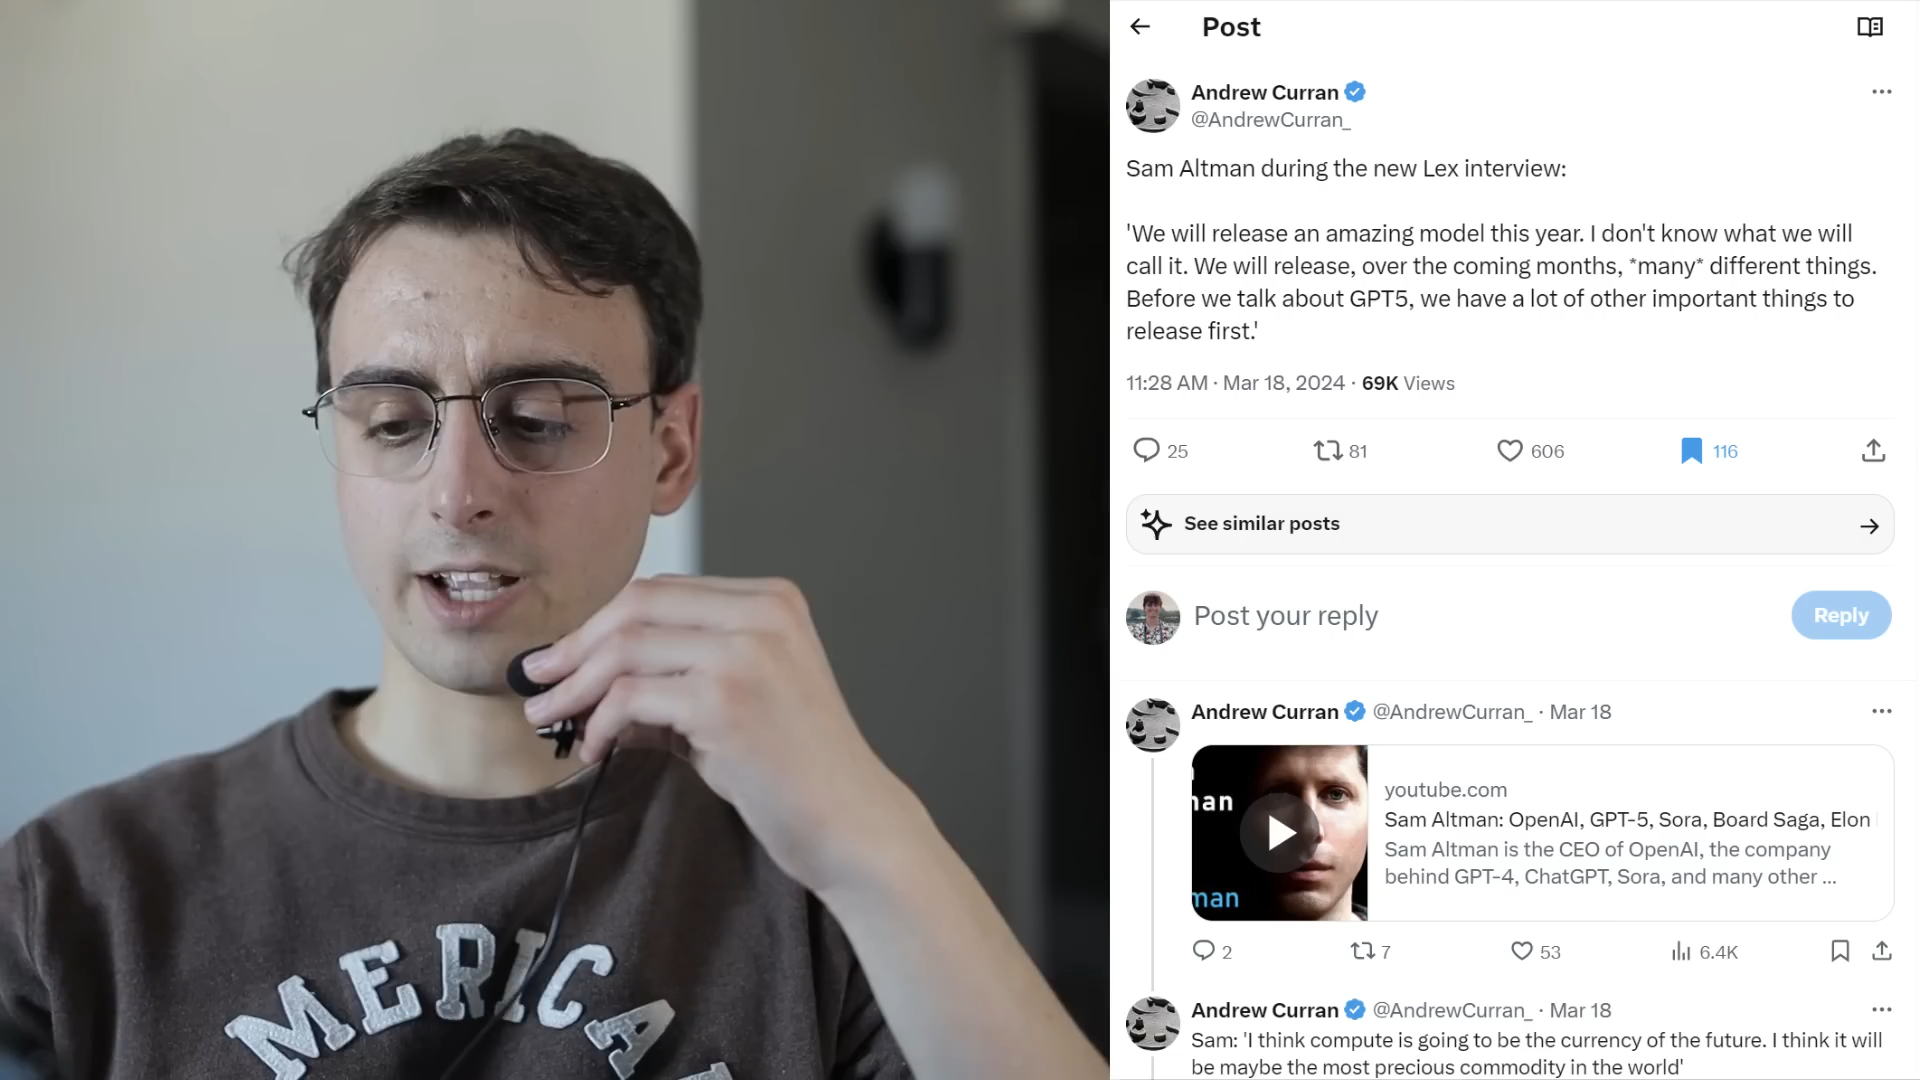 Post
Andrew Curran
@AndrewCurran_
Sam Altman during the new Lex interview:
'We will release an amazing model this year. I don't know what we will
call it. We will release, over the coming months, *many* different things.
Before we talk about GPT5, we have a lot of other important things to
release first.'
11:28 AM · Mar 18, 2024 · 69K Views
25 81 606 116
See similar posts
Post your reply
Reply
Andrew Curran @AndrewCurran_ · Mar 18
man
man
youtube.com
Sam Altman: OpenAI, GPT-5, Sora, Board Saga, Elon
Sam Altman is the CEO of OpenAI, the company
behind GPT-4, ChatGPT, Sora, and many other ...
2 7 53 6.4K
Andrew Curran @AndrewCurran_ · Mar 18
Sam: 'I think compute is going to be the currency of the future. I think it will
be maybe the most precious commodity in the world'
MERICA